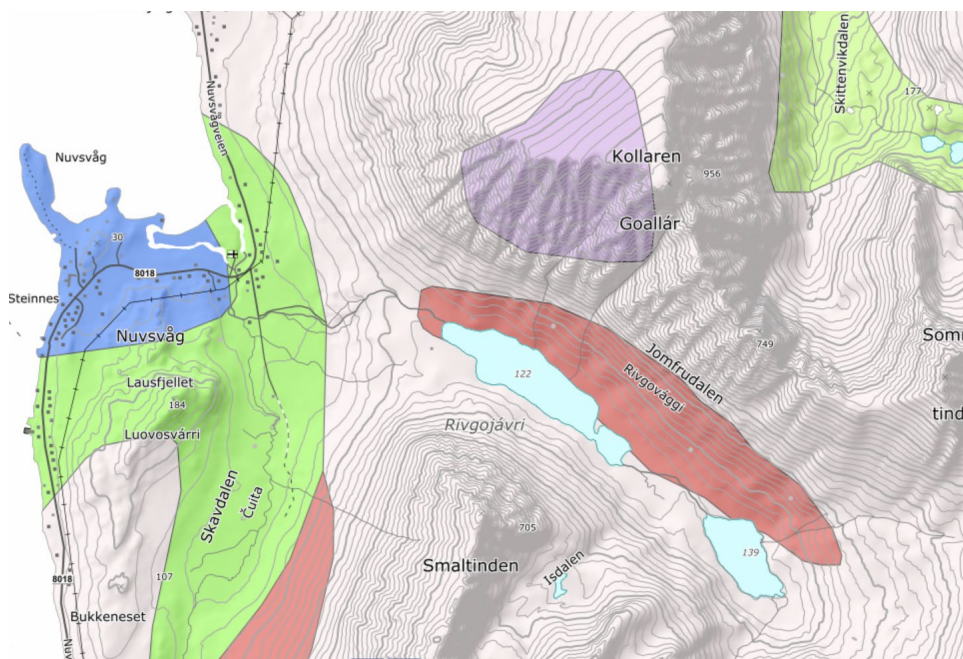 Nuvsvågveien
Skittenvikdalen
177
Nuvsvåg
Kollaren
956
Goallár
30
8018
Steinnes
Nuvsvåg
749
Jomfrudalen
Rivgovággi
122
Lausfjellet
184
Luovosvárri
Rivgojávri
Skavdalen
Čuita
705
139
Smaltinden
Isdalen
107
8018
Bukkeneset
tind